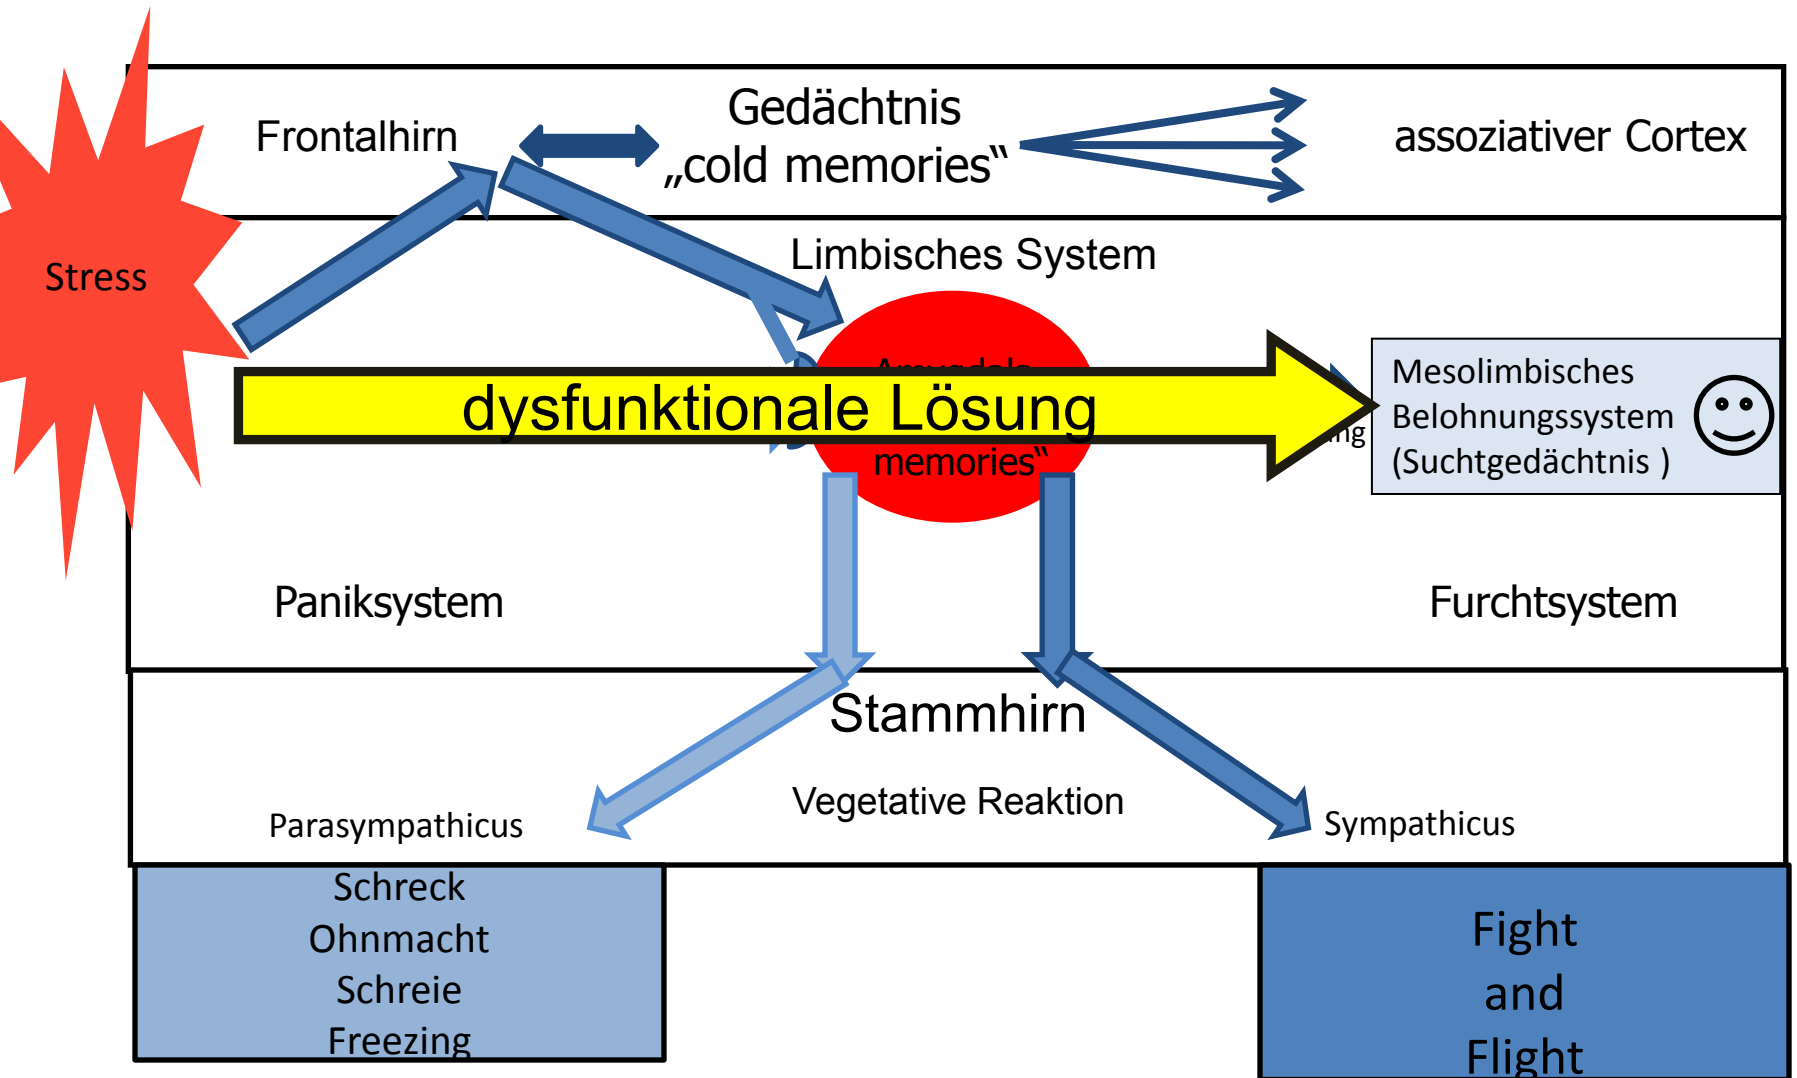 Frontalhirn
Gedächtnis
„cold memories“
assoziativer Cortex
Stress
Limbisches System
dysfunktionale Lösung
memories“
Mesolimbisches
Belohnungssystem
(Suchtgedächtnis )
Paniksystem
Furchtsystem
Stammhirn
Vegetative Reaktion
Parasympathicus
Sympathicus
Schreck
Ohnmacht
Schreie
Freezing
Fight
and
Flight